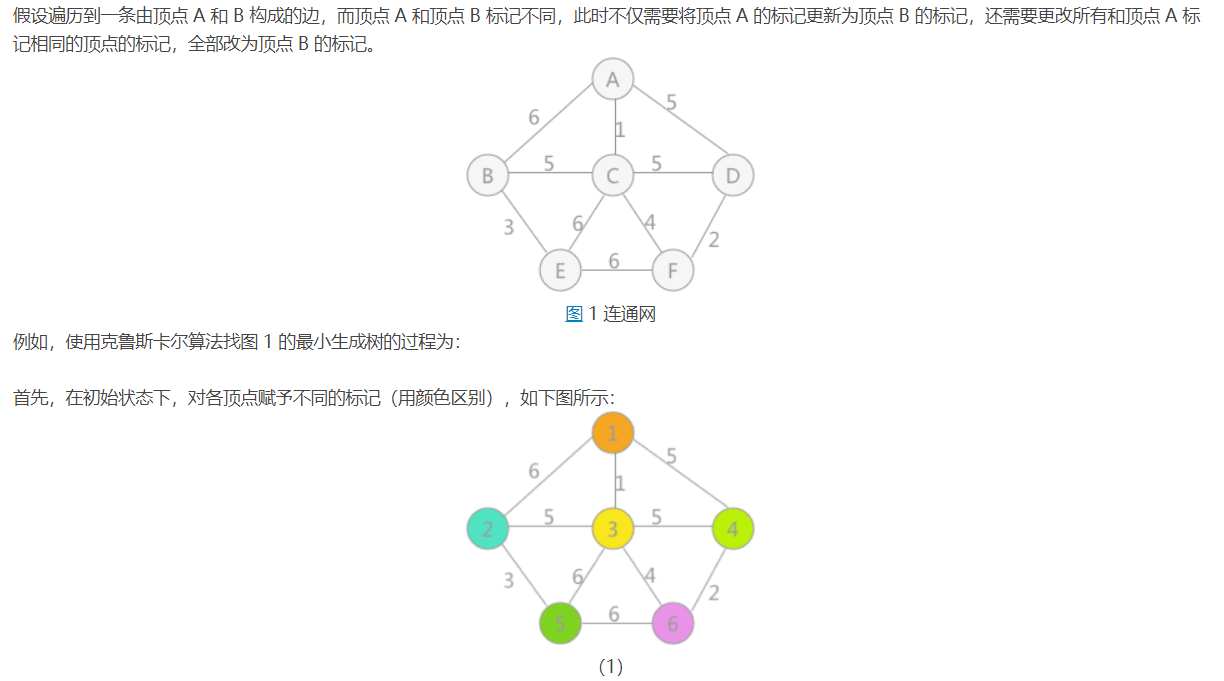 假设遍历到一条由顶点 A 和 B 构成的边，而顶点 A 和顶点 B 标记不同，此时不仅需要将顶点 A 的标记更新为顶点 B 的标记，还需要更改所有和顶点 A 标
记相同的顶点的标记，全部改为顶点 B 的标记。
A
6 5
1
5 5
B C D
3 6 4 2
6
E F
图 1 连通网
例如，使用克鲁斯卡尔算法找图 1 的最小生成树的过程为：
首先，在初始状态下，对各顶点赋予不同的标记（用颜色区别），如下图所示：
1
6 5
1
5 5
2 3 4
3 6 4 2
6
5 6
（1）